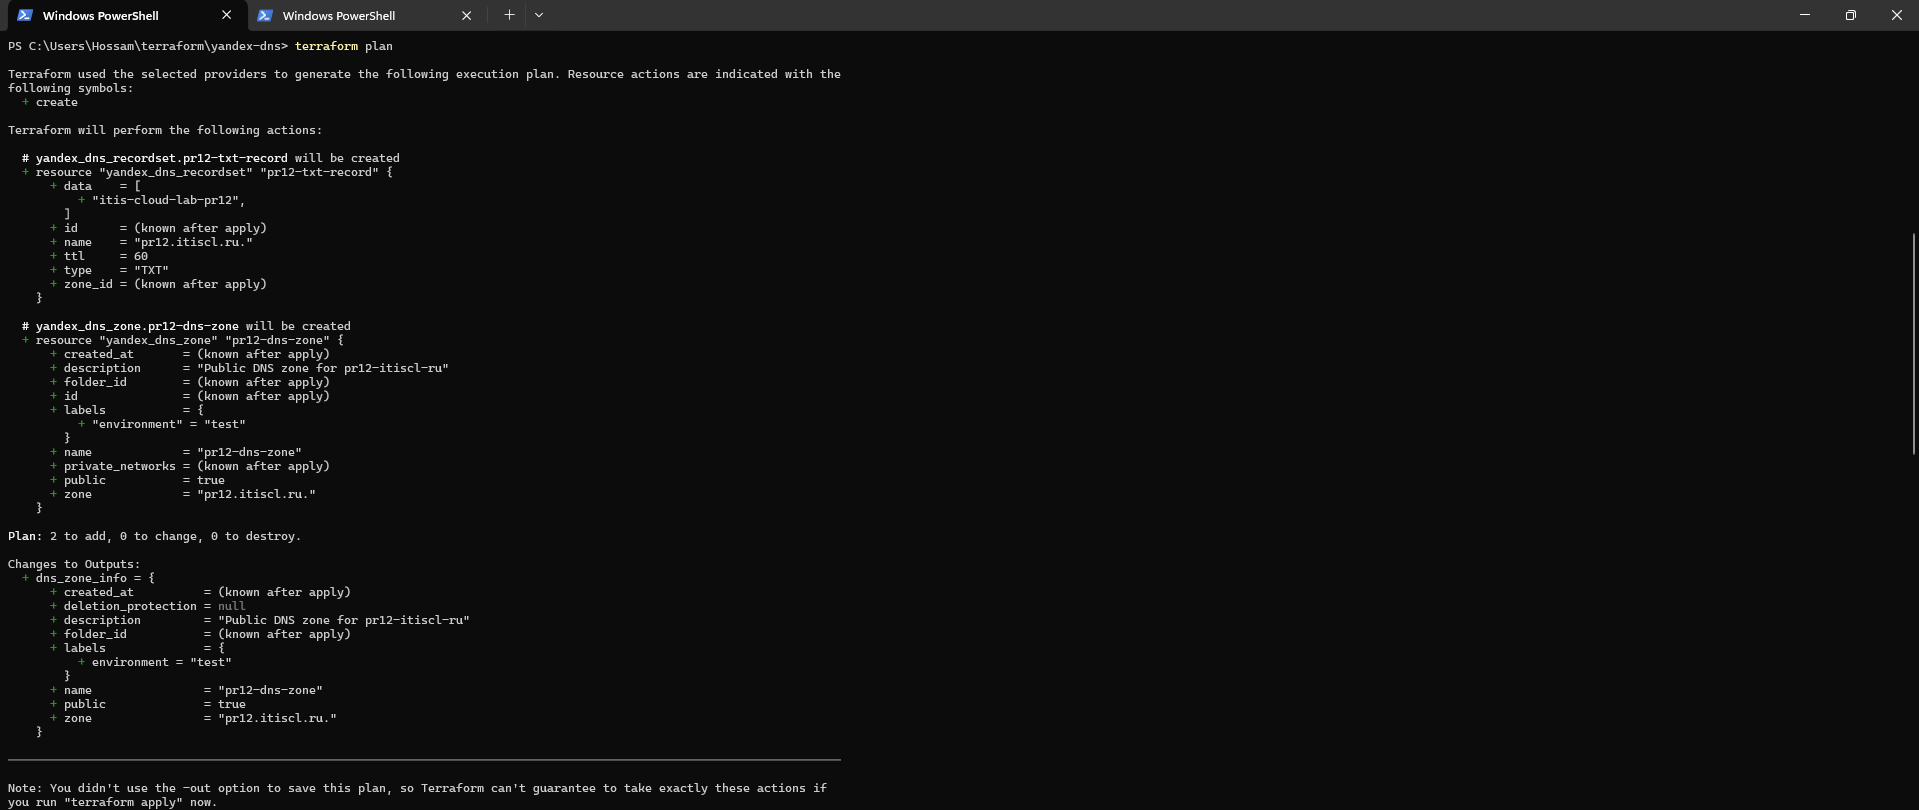 Windows PowerShell
Windows PowerShell
PS C:\Users\Hossam\terraform\yandex-dns> terraform plan
Terraform used the selected providers to generate the following execution plan. Resource actions are indicated with the
following symbols:
  + create
Terraform will perform the following actions:
  # yandex_dns_recordset.pr12-txt-record will be created
  + resource "yandex_dns_recordset" "pr12-txt-record" {
      + data    = [
          + "itis-cloud-lab-pr12",
        ]
      + id      = (known after apply)
      + name    = "pr12.itiscl.ru."
      + ttl     = 60
      + type    = "TXT"
      + zone_id = (known after apply)
    }
  # yandex_dns_zone.pr12-dns-zone will be created
  + resource "yandex_dns_zone" "pr12-dns-zone" {
      + created_at       = (known after apply)
      + description      = "Public DNS zone for pr12-itiscl-ru"
      + folder_id        = (known after apply)
      + id               = (known after apply)
      + labels           = {
          + "environment" = "test"
        }
      + name             = "pr12-dns-zone"
      + private_networks = (known after apply)
      + public           = true
      + zone             = "pr12.itiscl.ru."
    }
Plan: 2 to add, 0 to change, 0 to destroy.
Changes to Outputs:
  + dns_zone_info = {
      + created_at          = (known after apply)
      + deletion_protection = null
      + description         = "Public DNS zone for pr12-itiscl-ru"
      + folder_id           = (known after apply)
      + labels              = {
          + environment = "test"
        }
      + name                = "pr12-dns-zone"
      + public              = true
      + zone                = "pr12.itiscl.ru."
    }
Note: You didn't use the -out option to save this plan, so Terraform can't guarantee to take exactly these actions if
you run "terraform apply" now.